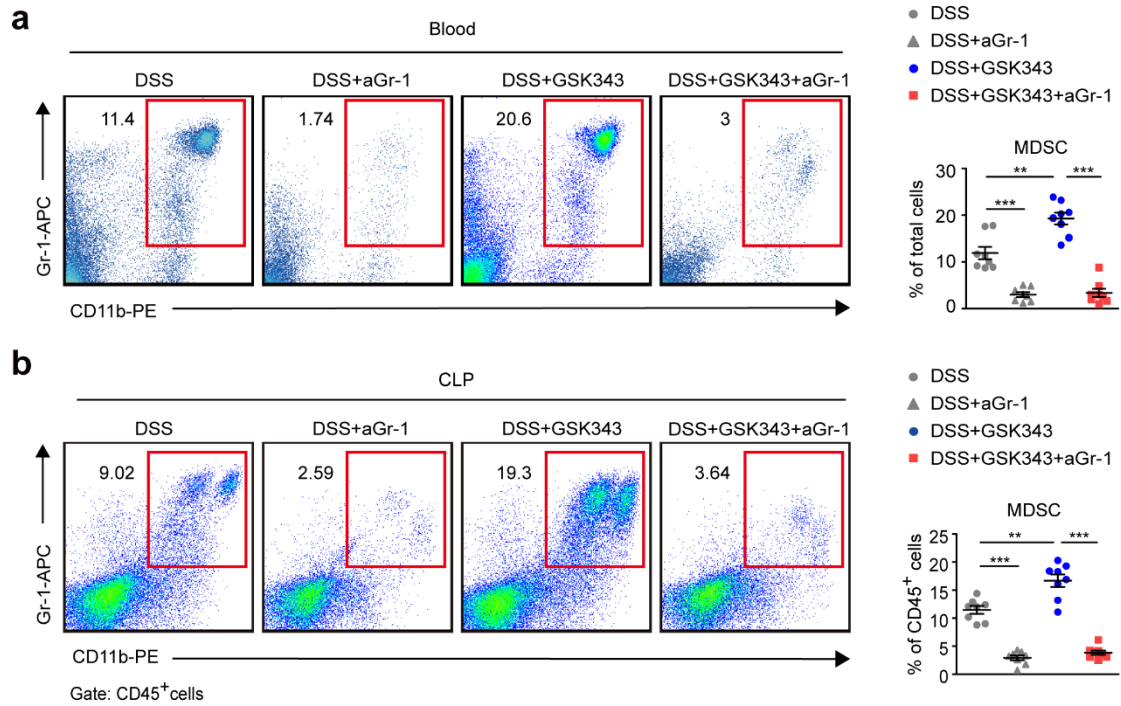 a
Blood
DSS DSS+aGr-1 DSS+GSK343 DSS+GSK343+aGr-1
11.4 1.74 20.6 3
Gr-1-APC
CD11b-PE
DSS
DSS+aGr-1
DSS+GSK343
DSS+GSK343+aGr-1
MDSC
** ***
***
% of total cells
30
20
10
0
b
CLP
DSS DSS+aGr-1 DSS+GSK343 DSS+GSK343+aGr-1
9.02 2.59 19.3 3.64
Gr-1-APC
CD11b-PE
Gate: CD45⁺cells
DSS
DSS+aGr-1
DSS+GSK343
DSS+GSK343+aGr-1
MDSC
** ***
***
% of CD45⁺ cells
25
20
15
10
5
0